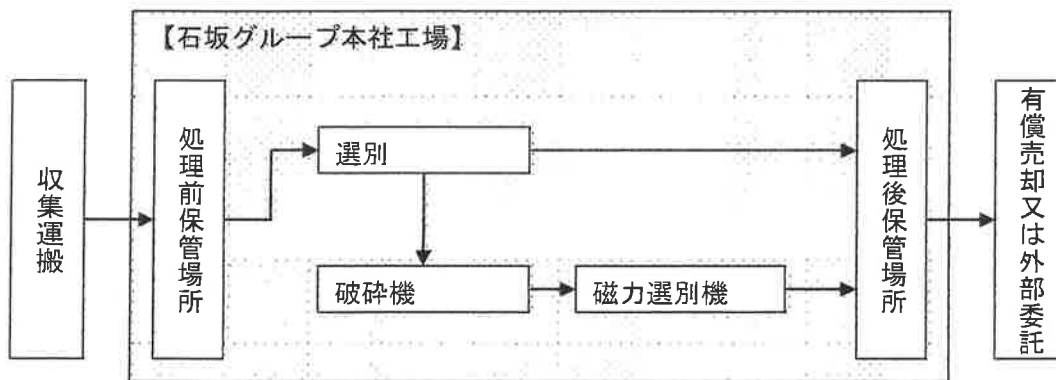 【石坂グループ本社工場】
収集運搬
処理前保管場所
選別
破砕機
磁力選別機
処理後保管場所
有償売却又は外部委託